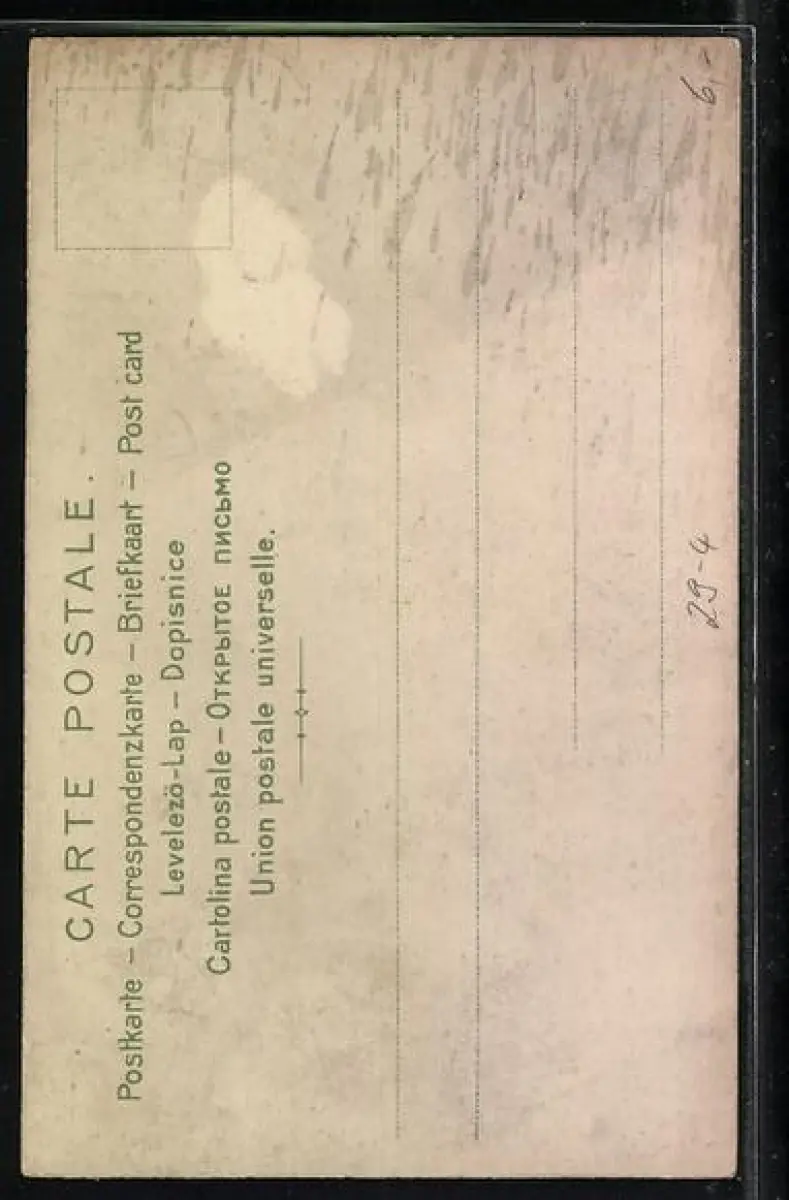 CARTE POSTALE.
Postkarte – Correspondenzkarte – Briefkaart – Post card
Levelezö-Lap – Dopisnice
Cartolina postale – Открытое письмо
Union postale universelle.
29-4
6,-